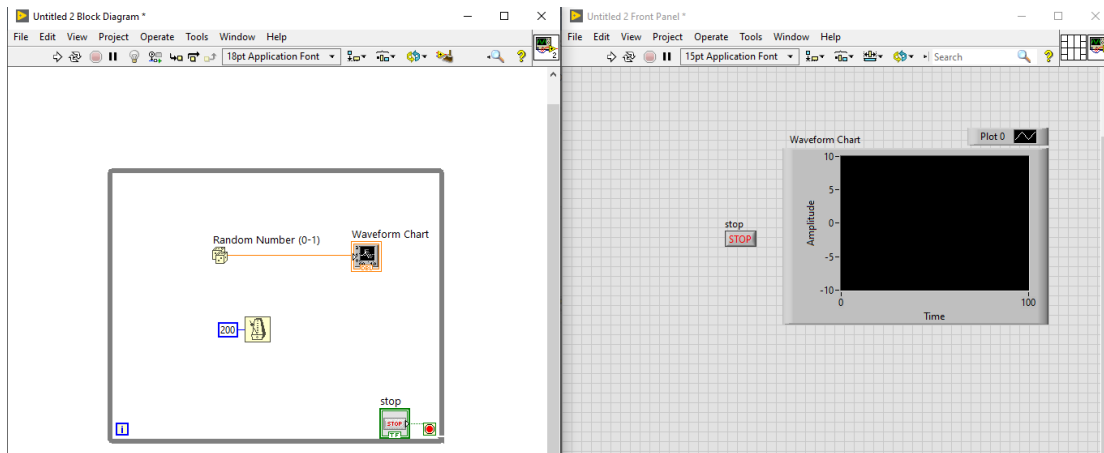 Untitled 2 Block Diagram *
File Edit View Project Operate Tools Window Help
18pt Application Font
2
Random Number (0-1)
Waveform Chart
200
stop
STOP
TF
i
Untitled 2 Front Panel *
File Edit View Project Operate Tools Window Help
15pt Application Font
Search
Waveform Chart
Plot 0
stop
STOP
Amplitude
10
5
0
-5
-10
0
100
Time